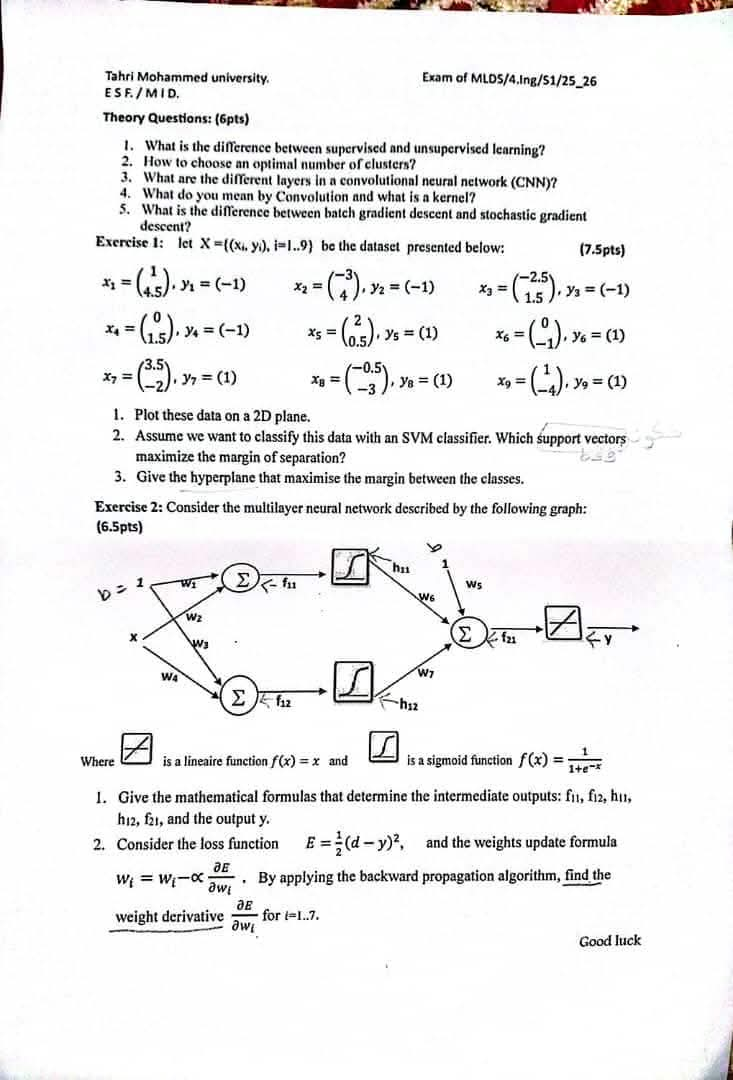 Tahri Mohammed university.
Exam of MLDS/4.Ing/S1/25_26
E S F. / M I D.
Theory Questions: (6pts)
1. What is the difference between supervised and unsupervised learning?
2. How to choose an optimal number of clusters?
3. What are the different layers in a convolutional neural network (CNN)?
4. What do you mean by Convolution and what is a kernel?
5. What is the difference between batch gradient descent and stochastic gradient
descent?
Exercise 1: let X ={(xᵢ, yᵢ), i=1..9} be the dataset presented below: (7.5pts)
x₁ = (1 4.5), y₁ = (−1) x₂ = (−3 4), y₂ = (−1) x₃ = (−2.5 1.5), y₃ = (−1)
x₄ = (0 1.5), y₄ = (−1) x₅ = (2 0.5), y₅ = (1) x₆ = (0 −1), y₆ = (1)
x₇ = (3.5 −2), y₇ = (1) x₈ = (−0.5 −3), y₈ = (1) x₉ = (1 −4), y₉ = (1)
1. Plot these data on a 2D plane.
2. Assume we want to classify this data with an SVM classifier. Which support vectors
maximize the margin of separation?
3. Give the hyperplane that maximise the margin between the classes.
Exercise 2: Consider the multilayer neural network described by the following graph:
(6.5pts)
b = 1 W1 Σ f11 h11 b 1 W5
W2 W6
x W3 Σ f21 y
W4 W7
Σ f12 h12
Where is a lineaire function f(x) = x and is a sigmoid function f(x) = 1/(1+e⁻ˣ)
1. Give the mathematical formulas that determine the intermediate outputs: f₁₁, f₁₂, h₁₁,
h₁₂, f₂₁, and the output y.
2. Consider the loss function E = ½(d − y)², and the weights update formula
Wᵢ = Wᵢ−∝ ∂E/∂wᵢ . By applying the backward propagation algorithm, find the
weight derivative ∂E/∂wᵢ for i=1..7.
Good luck